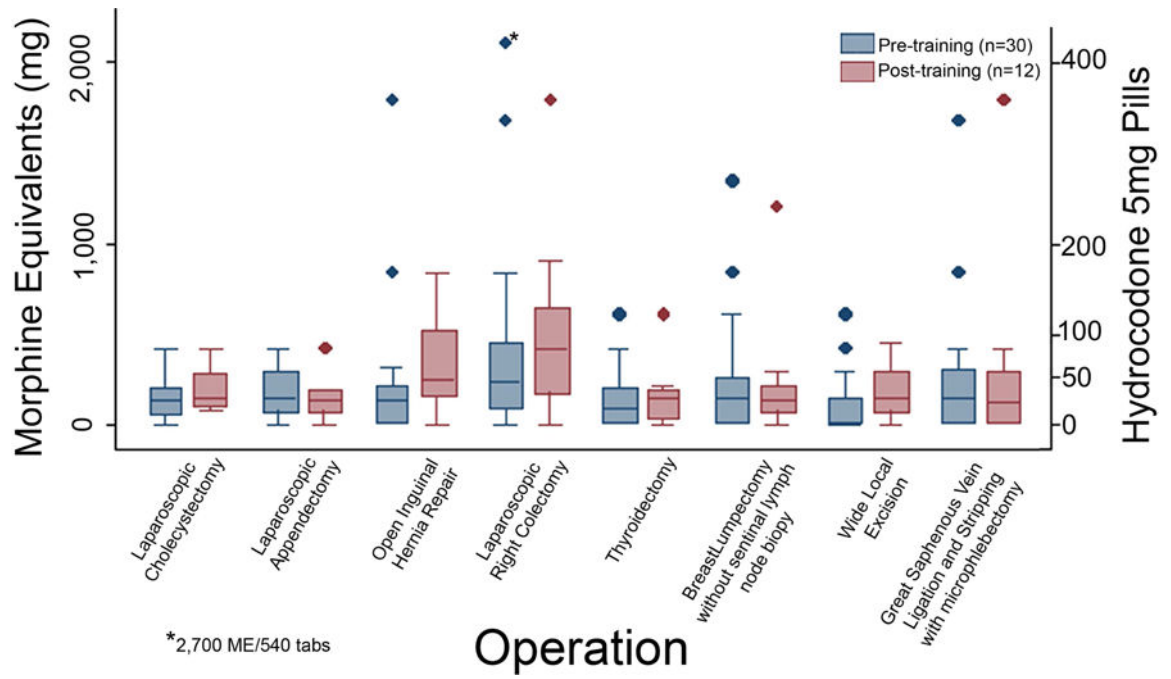 Morphine Equivalents (mg)
2,000
1,000
0
Pre-training (n=30)
Post-training (n=12)
400
200
100
50
0
Hydrocodone 5mg Pills
Laparoscopic
Cholecystectomy
Laparoscopic
Appendectomy
Open Inguinal
Hernia Repair
Laparoscopic
Right Colectomy
Thyroidectomy
BreastLumpectomy
without sentinal lymph
node biopy
Wide Local
Excision
Great Saphenous Vein
Ligation and Stripping
with microphlebectomy
*
*2,700 ME/540 tabs
Operation